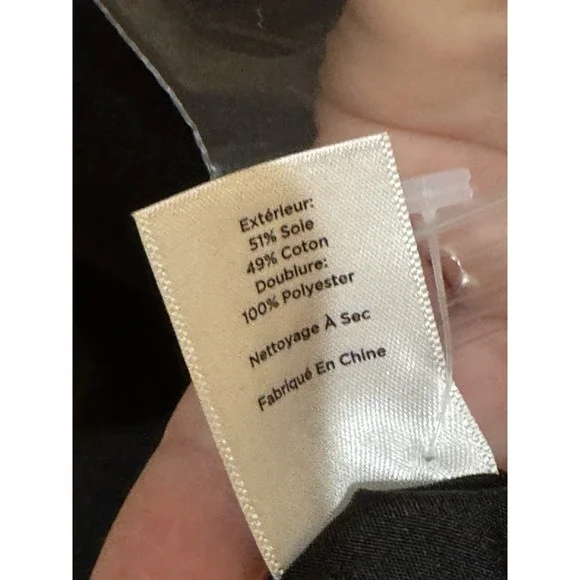 Extérieur:
51% Soie
49% Coton
Doublure:
100% Polyester
Nettoyage À Sec
Fabriqué En Chine